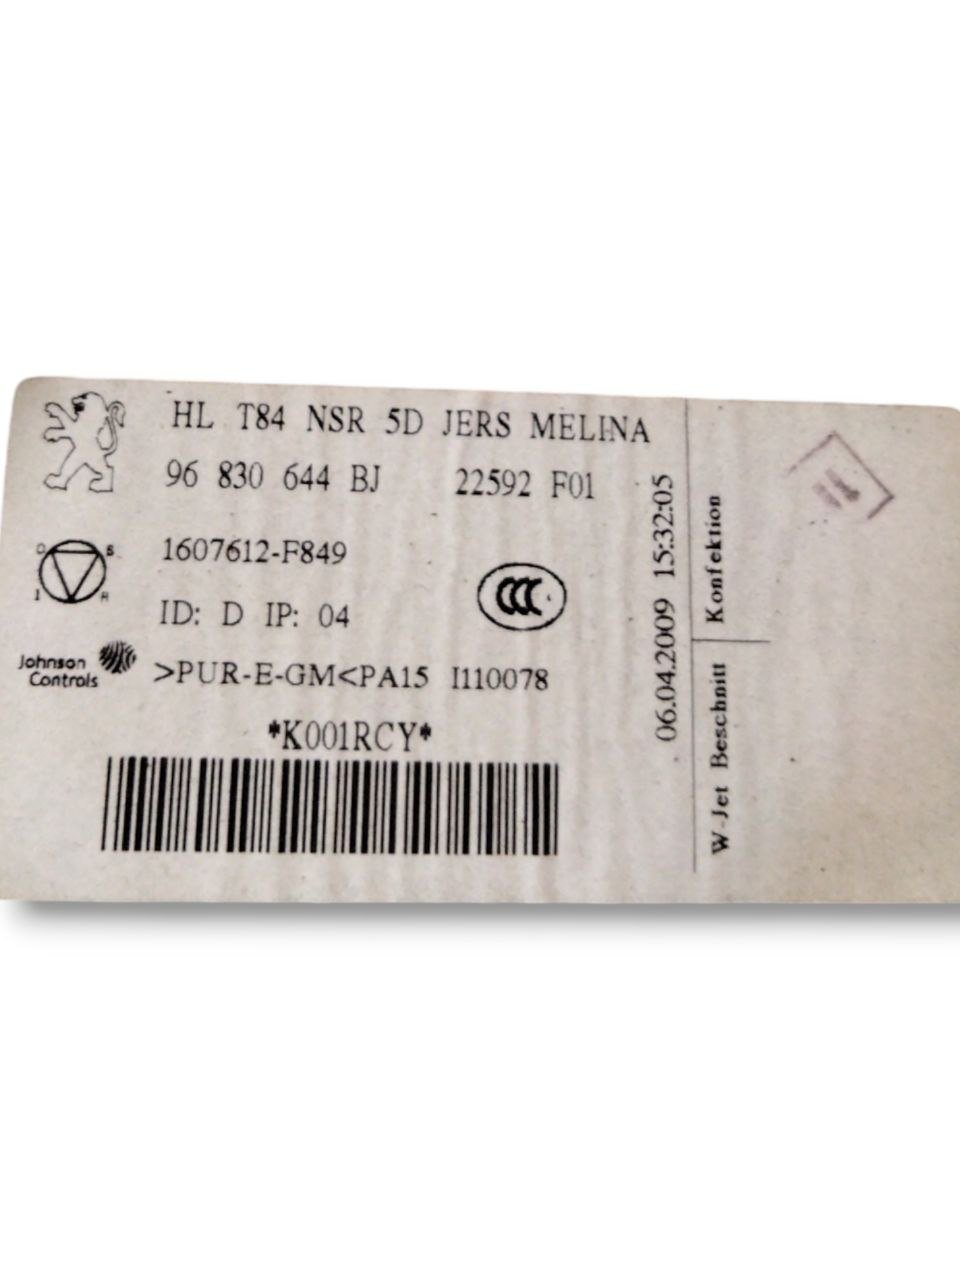 HL T84 NSR 5D JERS MELINA
96 830 644 BJ 22592 F01
1607612-F849
ID: D IP: 04
CCC
Johnson
Controls
>PUR-E-GM<PA15 I110078
*K001RCY*
06.04.2009 15:32:05
Konfektion
W-Jet Beschnitt